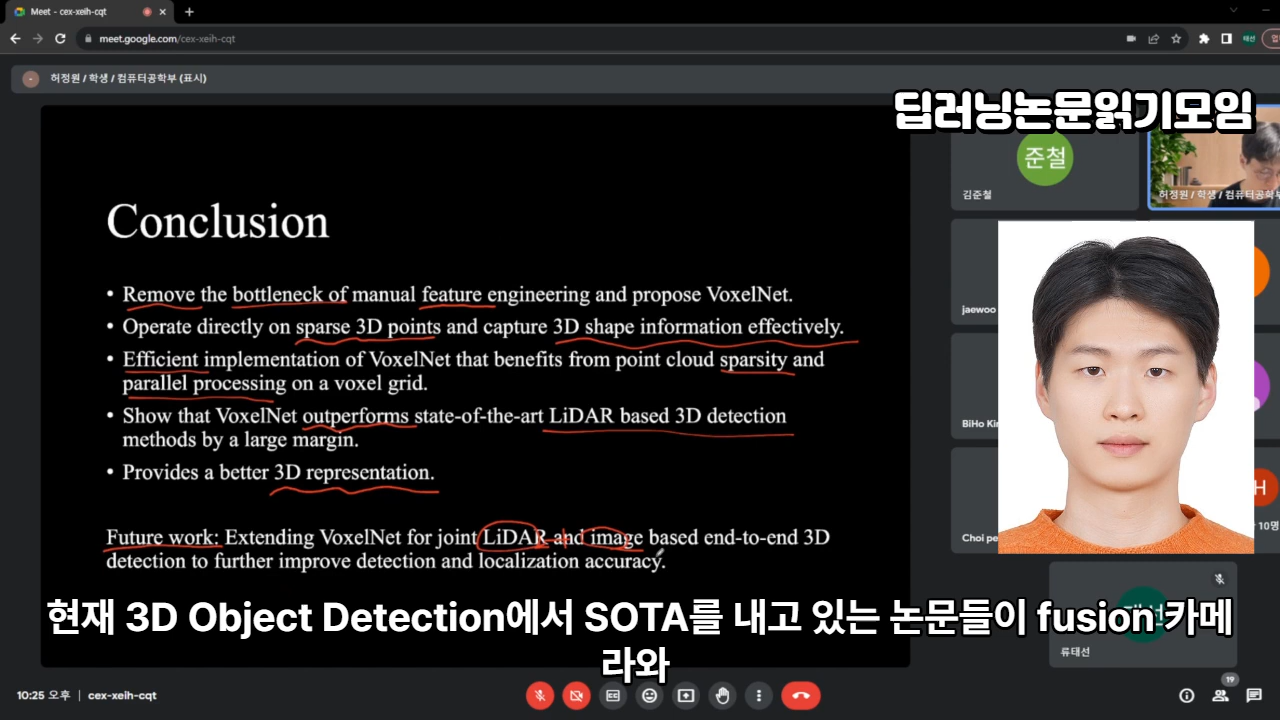 Meet - cex-xeih-cqt
meet.google.com/cex-xeih-cqt
태선
허정원 / 학생 / 컴퓨터공학부 (표시)
딥러닝논문읽기모임
준철
김준철
허정원 / 학생 / 컴퓨터공학부
Conclusion
• Remove the bottleneck of manual feature engineering and propose VoxelNet.
• Operate directly on sparse 3D points and capture 3D shape information effectively.
• Efficient implementation of VoxelNet that benefits from point cloud sparsity and
parallel processing on a voxel grid.
• Show that VoxelNet outperforms state-of-the-art LiDAR based 3D detection
methods by a large margin.
• Provides a better 3D representation.
Future work: Extending VoxelNet for joint LiDAR and image based end-to-end 3D
detection to further improve detection and localization accuracy.
jaewoo
BiHo Ki
Choi pe
H
10명
현재 3D Object Detection에서 SOTA를 내고 있는 논문들이 fusion 카메
라와
류태선
10:25 오후 | cex-xeih-cqt
19